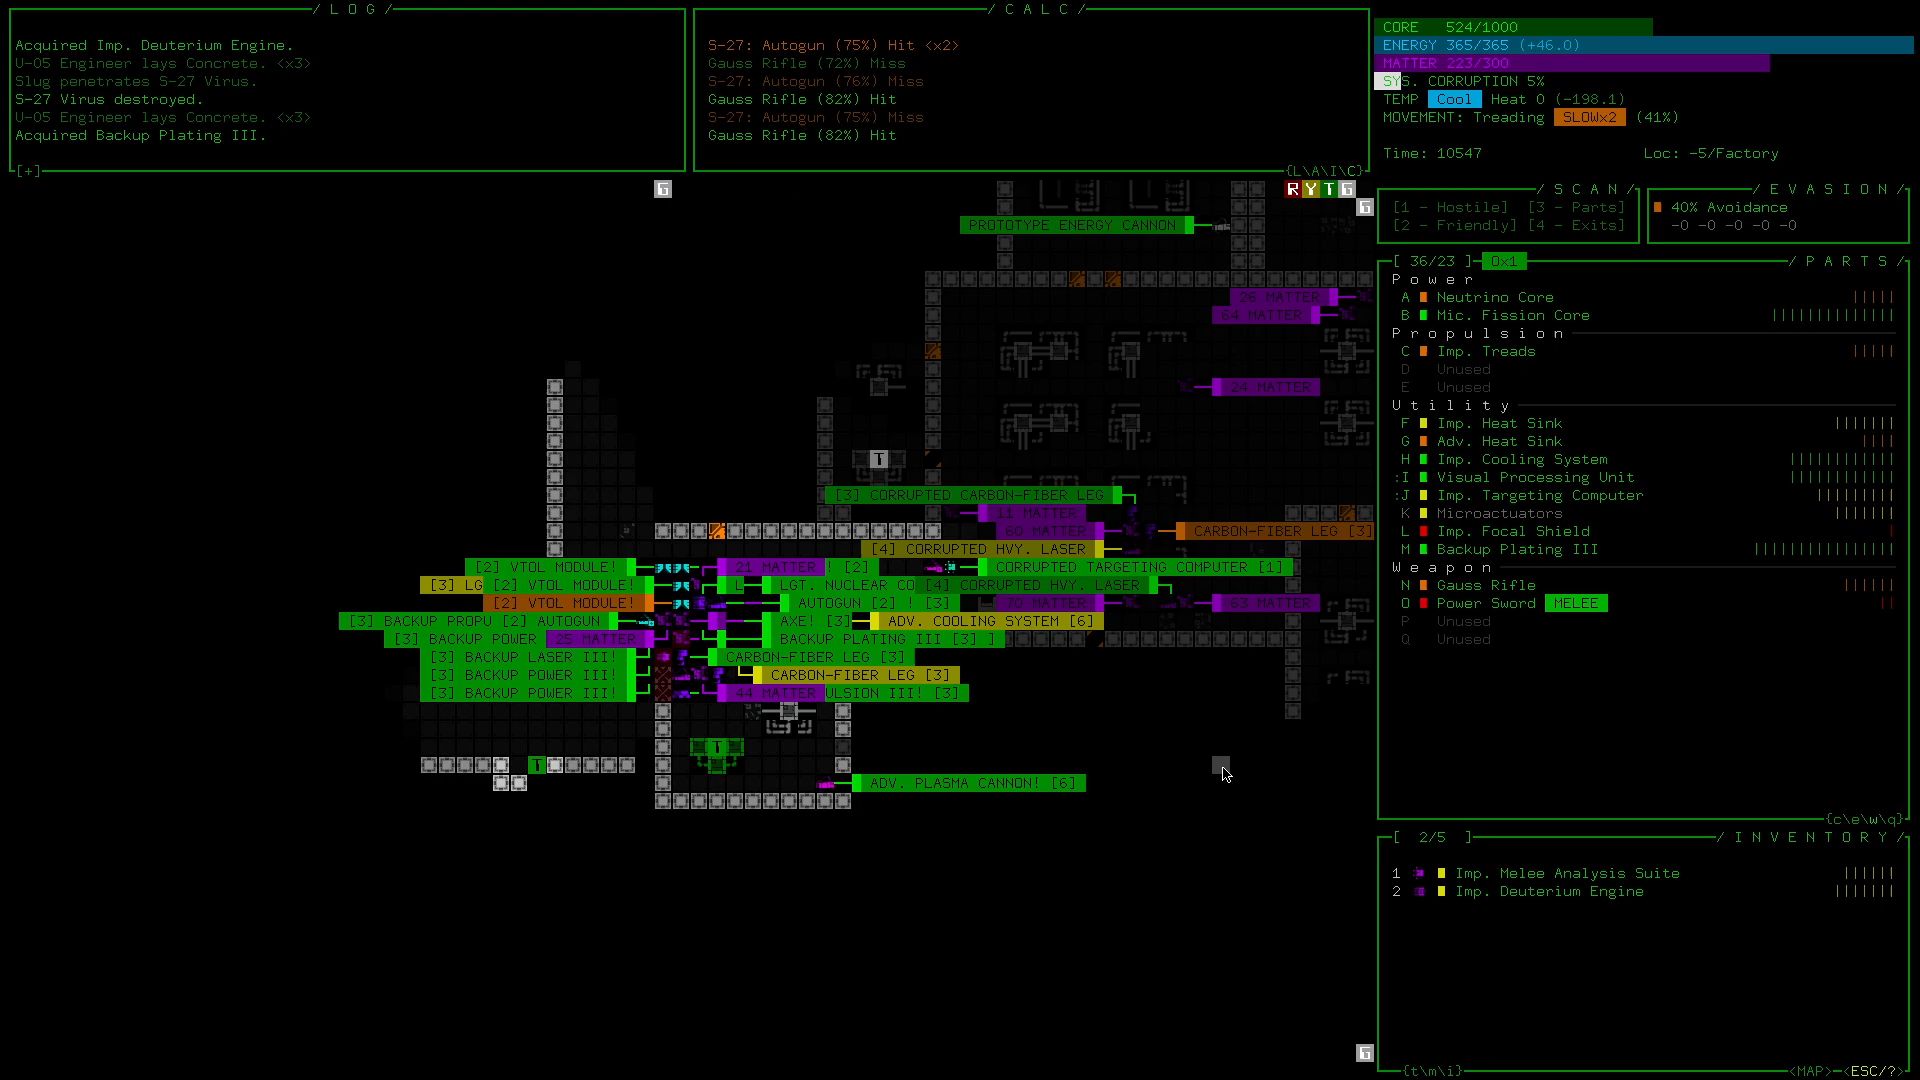 / L O G /
Acquired Imp. Deuterium Engine.
U-05 Engineer lays Concrete. <x3>
Slug penetrates S-27 Virus.
S-27 Virus destroyed.
U-05 Engineer lays Concrete. <x3>
Acquired Backup Plating III.
[+]
/ C A L C /
S-27: Autogun (75%) Hit <x2>
Gauss Rifle (72%) Miss
S-27: Autogun (76%) Miss
Gauss Rifle (82%) Hit
S-27: Autogun (75%) Miss
Gauss Rifle (82%) Hit
{L\A\I\C}
CORE 524/1000
ENERGY 365/365 (+46.0)
MATTER 223/300
SYS. CORRUPTION 5%
TEMP Cool Heat 0 (-198.1)
MOVEMENT: Treading SLOWx2 (41%)
Time: 10547 Loc: -5/Factory
/ S C A N /
[1 - Hostile] [3 - Parts]
[2 - Friendly] [4 - Exits]
/ E V A S I O N /
40% Avoidance
-0 -0 -0 -0 -0
[ 36/23 ] 0x1 / P A R T S /
P o w e r
A Neutrino Core
B Mic. Fission Core
P r o p u l s i o n
C Imp. Treads
D Unused
E Unused
U t i l i t y
F Imp. Heat Sink
G Adv. Heat Sink
H Imp. Cooling System
:I Visual Processing Unit
:J Imp. Targeting Computer
K Microactuators
L Imp. Focal Shield
M Backup Plating III
W e a p o n
N Gauss Rifle
O Power Sword MELEE
P Unused
Q Unused
{c\e\w\q}
[ 2/5 ] / I N V E N T O R Y /
1 Imp. Melee Analysis Suite
2 Imp. Deuterium Engine
{t\m\i} <MAP> <ESC/?>
G
R Y T G
G
PROTOTYPE ENERGY CANNON
26 MATTER
64 MATTER
24 MATTER
T
[3] CORRUPTED CARBON-FIBER LEG
11 MATTER
60 MATTER
CARBON-FIBER LEG [3]
[4] CORRUPTED HVY. LASER
[2] VTOL MODULE!
21 MATTER ! [2]
CORRUPTED TARGETING COMPUTER [1]
[3] LG [2] VTOL MODULE!
L LGT. NUCLEAR CO [4] CORRUPTED HVY. LASER
[2] VTOL MODULE!
AUTOGUN [2] ! [3]
70 MATTER
63 MATTER
[3] BACKUP PROPU [2] AUTOGUN
AXE! [3]
ADV. COOLING SYSTEM [6]
[3] BACKUP POWER 25 MATTER
BACKUP PLATING III [3] ]
[3] BACKUP LASER III!
CARBON-FIBER LEG [3]
[3] BACKUP POWER III!
CARBON-FIBER LEG [3]
[3] BACKUP POWER III!
44 MATTER ULSION III! [3]
T
T
ADV. PLASMA CANNON! [6]
G